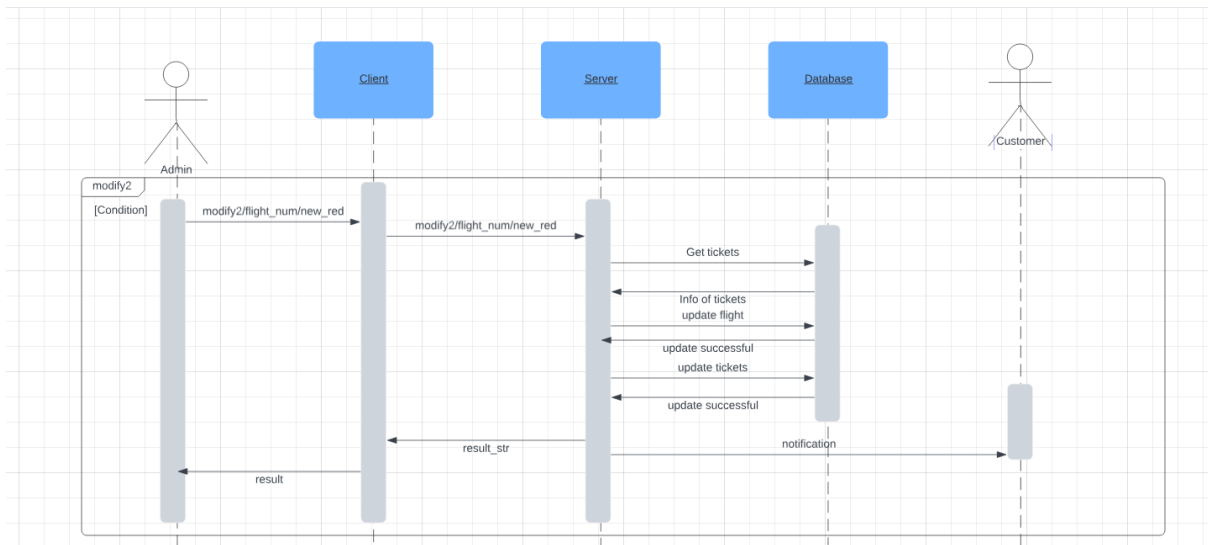 Client
Server
Database
Customer
Admin
modify2
[Condition]
modify2/flight_num/new_red
modify2/flight_num/new_red
Get tickets
Info of tickets
update flight
update successful
update tickets
update successful
notification
result_str
result